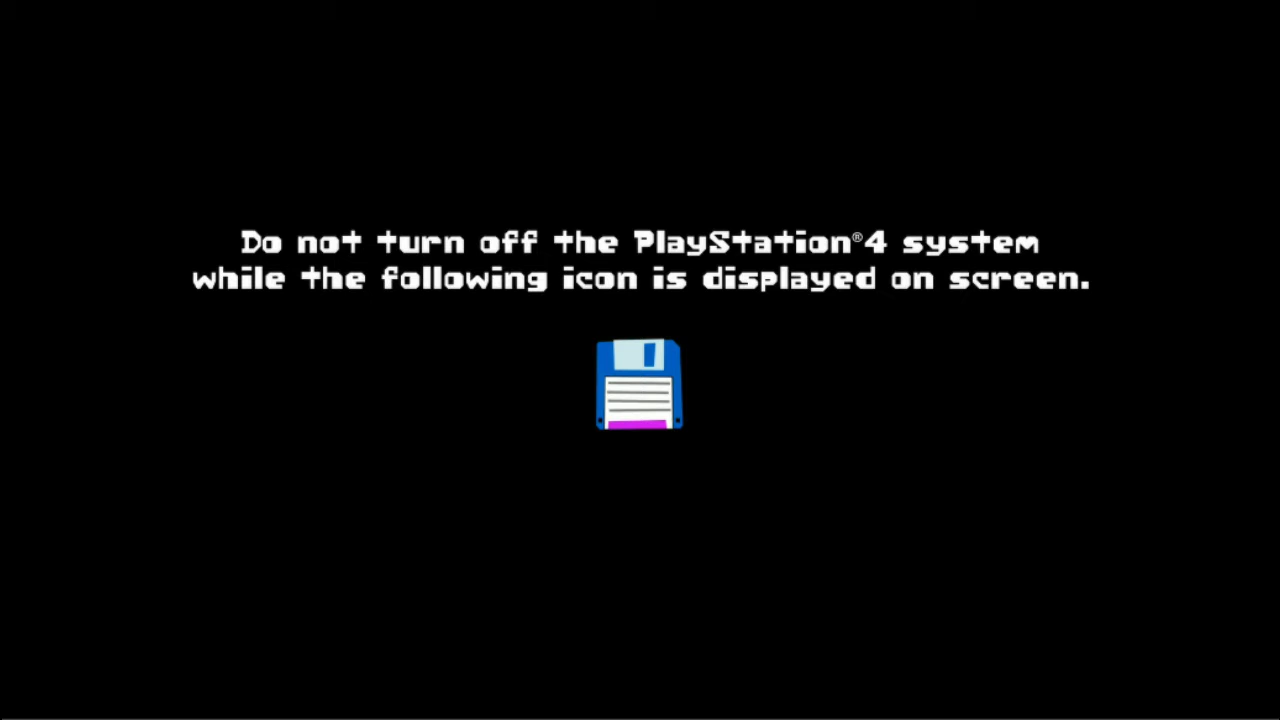 Do not turn off the PlayStation®4 system
while the following icon is displayed on screen.